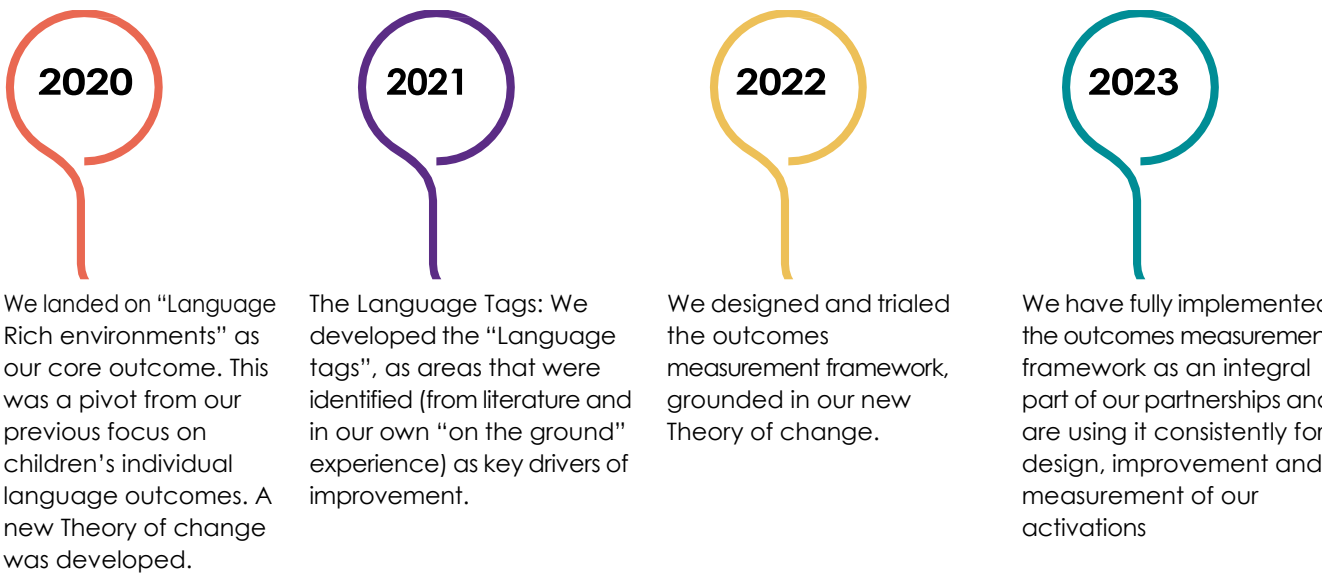 2020
We landed on “Language
Rich environments” as
our core outcome. This
was a pivot from our
previous focus on
children’s individual
language outcomes. A
new Theory of change
was developed.
2021
The Language Tags: We
developed the “Language
tags”, as areas that were
identified (from literature and
in our own “on the ground”
experience) as key drivers of
improvement.
2022
We designed and trialed
the outcomes
measurement framework,
grounded in our new
Theory of change.
2023
We have fully implemented
the outcomes measuremen
framework as an integral
part of our partnerships and
are using it consistently for
design, improvement and
measurement of our
activations